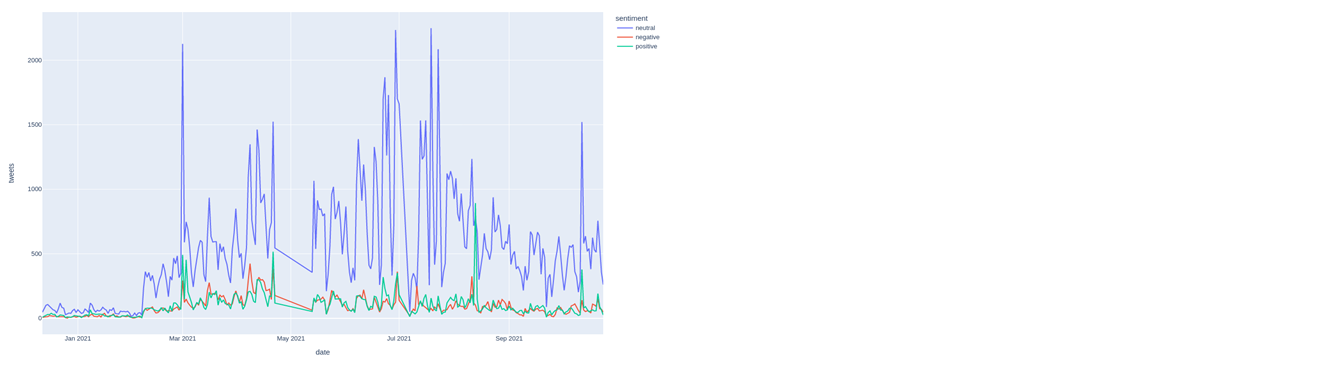 sentiment
neutral
negative
positive
2000
1500
1000
500
0
tweets
Jan 2021
Mar 2021
May 2021
Jul 2021
Sep 2021
date